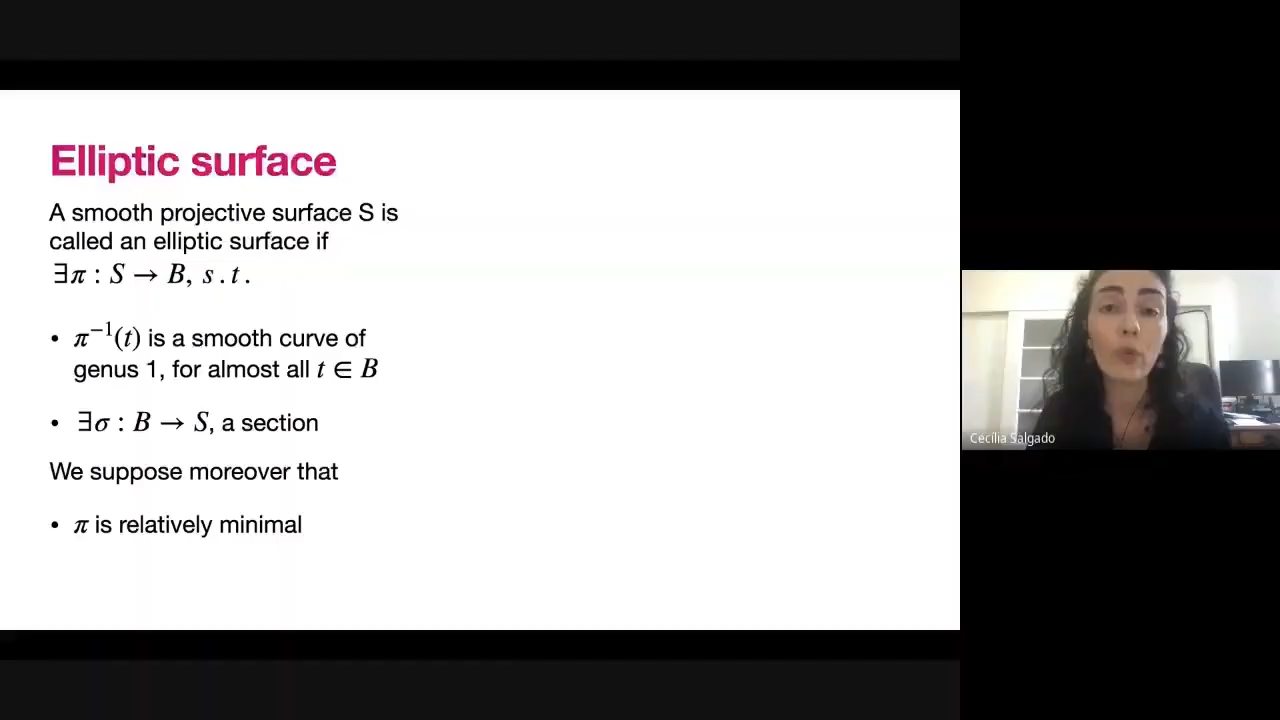 Elliptic surface
A smooth projective surface S is
called an elliptic surface if
∃π : S → B, s . t .
• π⁻¹(t) is a smooth curve of
genus 1, for almost all t ∈ B
• ∃σ : B → S, a section
We suppose moreover that
• π is relatively minimal
Cecília Salgado